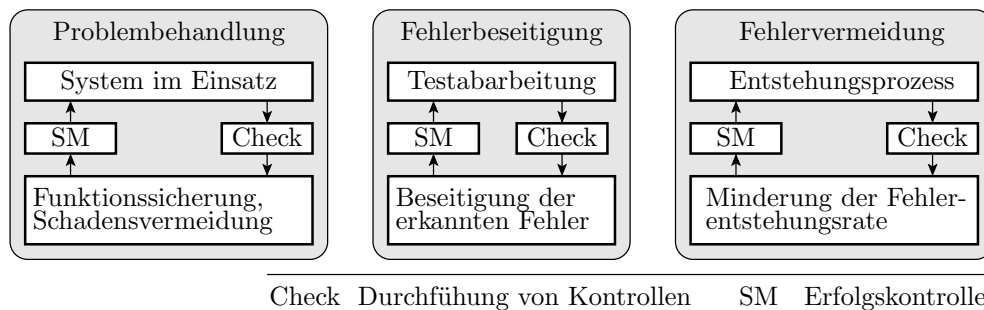 Problembehandlung
System im Einsatz
SM
Check
Funktionssicherung,
Schadensvermeidung
Fehlerbeseitigung
Testabarbeitung
SM
Check
Beseitigung der
erkannten Fehler
Fehlervermeidung
Entstehungsprozess
SM
Check
Minderung der Fehler-
entstehungsrate
Check Durchfühung von Kontrollen SM Erfolgskontrolle